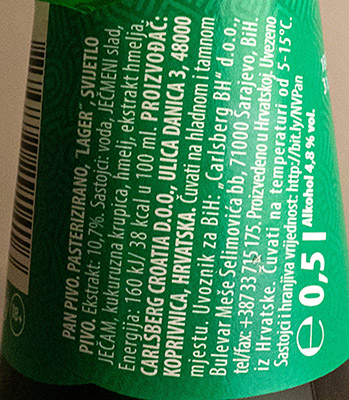 PAN PIVO. PASTERIZIRANO, "LAGER", SVIJETLO
PIVO. Ekstrakt: 10,7%. Sastojci: voda, JEČMENI slad,
JEČAM, kukuruzna krupica, hmelj, ekstrakt hmelja.
Energija: 160 kJ/ 38 kcal u 100 ml. PROIZVOĐAČ:
CARLSBERG CROATIA D.O.O., ULICA DANICA 3, 48000
KOPRIVNICA, HRVATSKA. Čuvati na hladnom i tamnom
mjestu. Uvoznik za BiH: „Carlsberg BH" d.o.o.,
Bulevar Meše Selimovića bb, 71000 Sarajevo, BiH.
tel/fax:+387 33 715 175. Proizvedeno u Hrvatskoj. Uvezeno
iz Hrvatske. Čuvati na temperaturi od 5-15°C.
Sastojci i hranjiva vrijednost: http://bit.ly/NVPan
e 0,5 l Alkohol 4,8 % vol.
18+